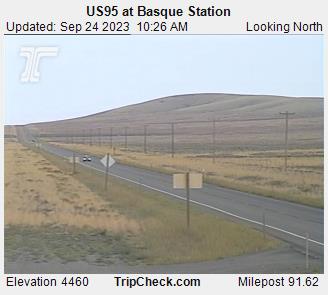 US95 at Basque Station
Updated: Sep 24 2023 10:26 AM Looking North
Elevation 4460 TripCheck.com Milepost 91.62